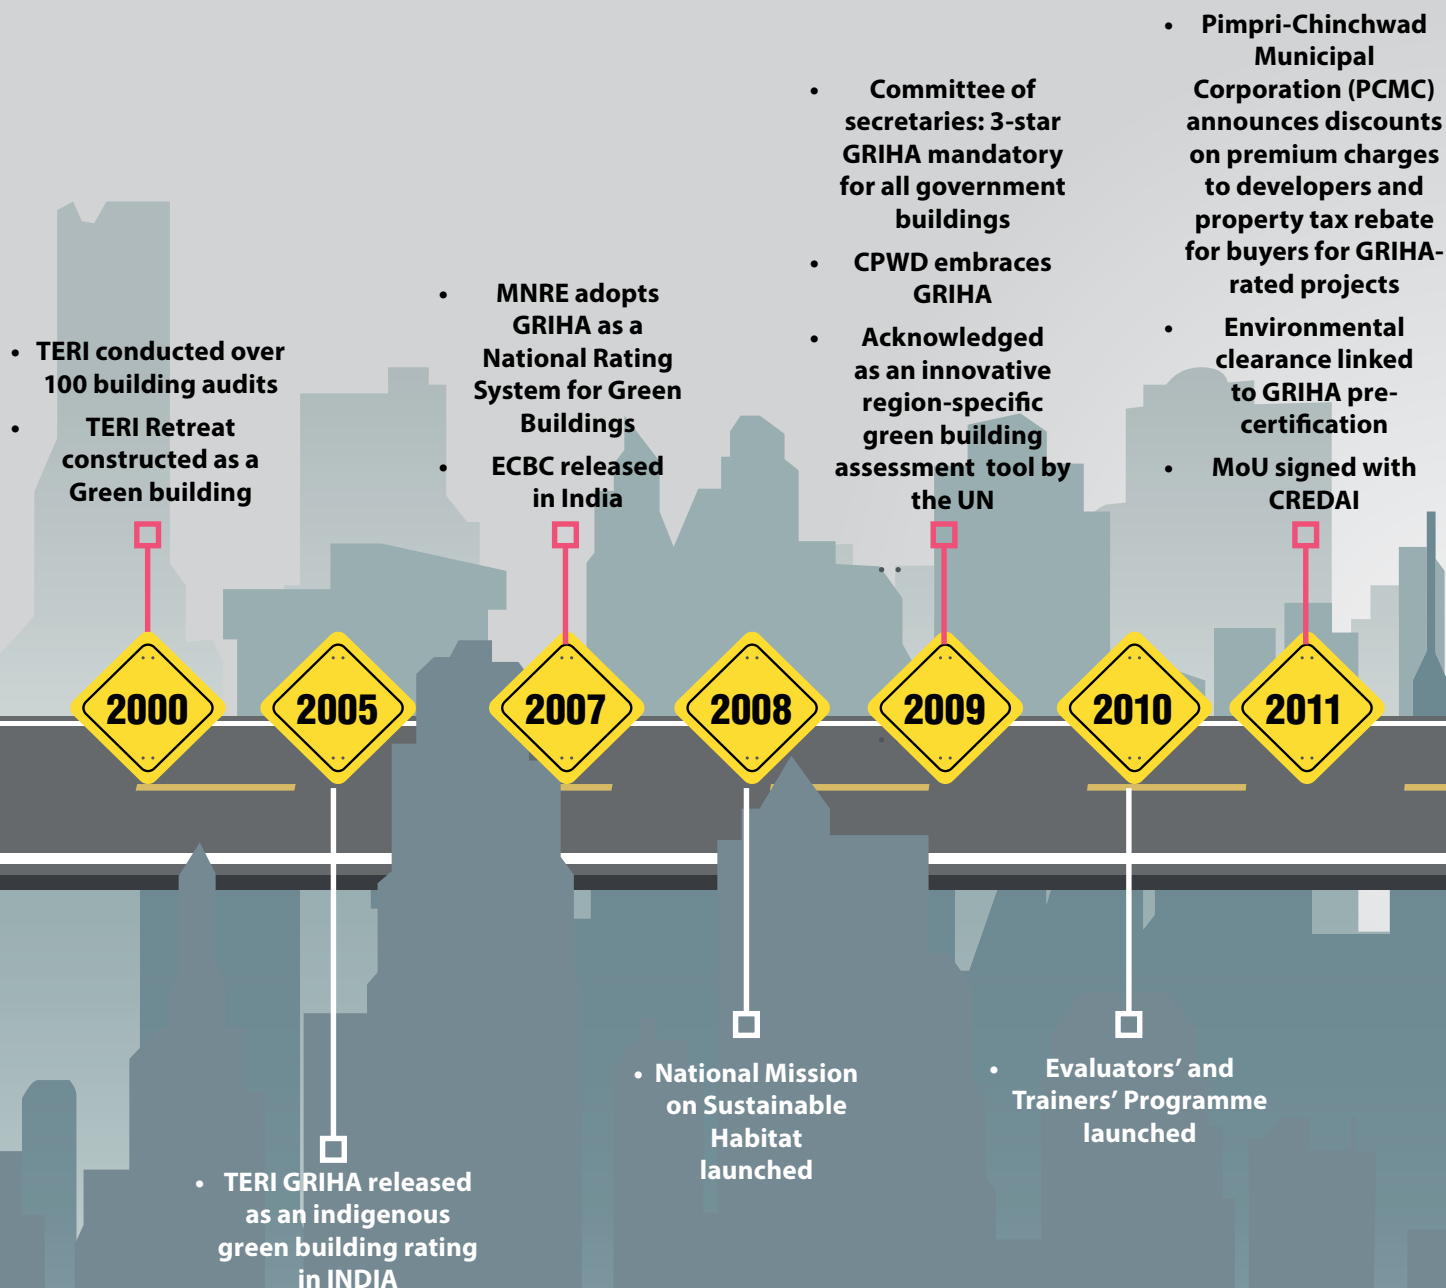 • TERI conducted over
100 building audits
• TERI Retreat
constructed as a
Green building
2000
2005
• TERI GRIHA released
as an indigenous
green building rating
in INDIA
• MNRE adopts
GRIHA as a
National Rating
System for Green
Buildings
• ECBC released
in India
2007
2008
• National Mission
on Sustainable
Habitat
launched
• Committee of
secretaries: 3-star
GRIHA mandatory
for all government
buildings
• CPWD embraces
GRIHA
• Acknowledged
as an innovative
region-specific
green building
assessment tool by
the UN
2009
2010
• Evaluators’ and
Trainers’ Programme
launched
• Pimpri-Chinchwad
Municipal
Corporation (PCMC)
announces discounts
on premium charges
to developers and
property tax rebate
for buyers for GRIHA-
rated projects
• Environmental
clearance linked
to GRIHA pre-
certification
• MoU signed with
CREDAI
2011